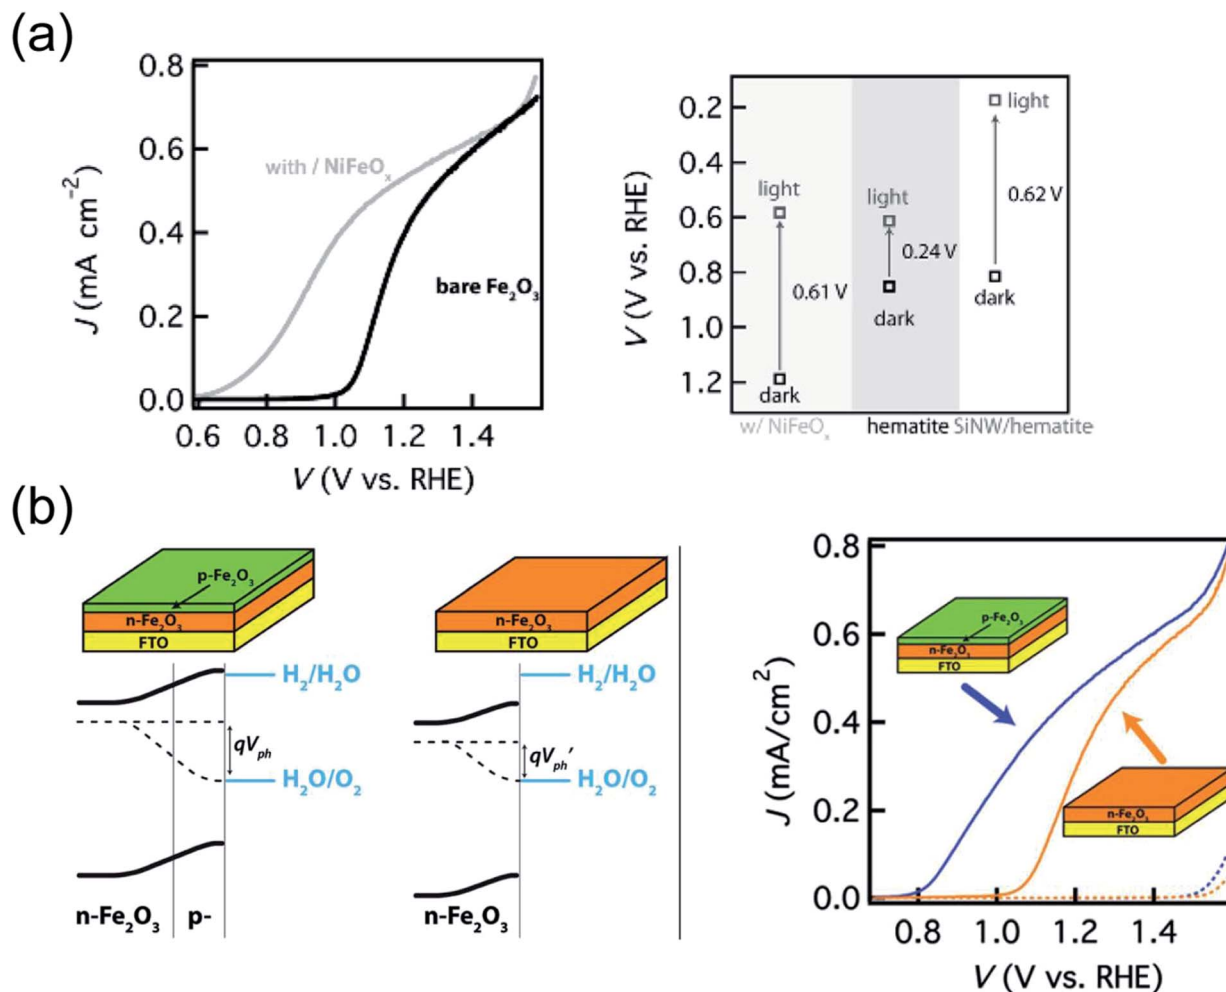 (a)
0.8
0.6
0.4
0.2
0.0
J (mA cm⁻²)
with / NiFeOₓ
bare Fe₂O₃
0.6 0.8 1.0 1.2 1.4
V (V vs. RHE)
0.2
0.4
0.6
0.8
1.0
1.2
V (V vs. RHE)
light
0.61 V
dark
light
0.24 V
dark
light
0.62 V
dark
w/ NiFeOₓ hematite SiNW/hematite
(b)
p-Fe₂O₃
n-Fe₂O₃
FTO
H₂/H₂O
qVph
H₂O/O₂
n-Fe₂O₃ p-
n-Fe₂O₃
FTO
H₂/H₂O
qVph'
H₂O/O₂
n-Fe₂O₃
0.8
0.6
0.4
0.2
0.0
J (mA/cm²)
p-Fe₂O₃
n-Fe₂O₃
FTO
n-Fe₂O₃
FTO
0.8 1.0 1.2 1.4
V (V vs. RHE)